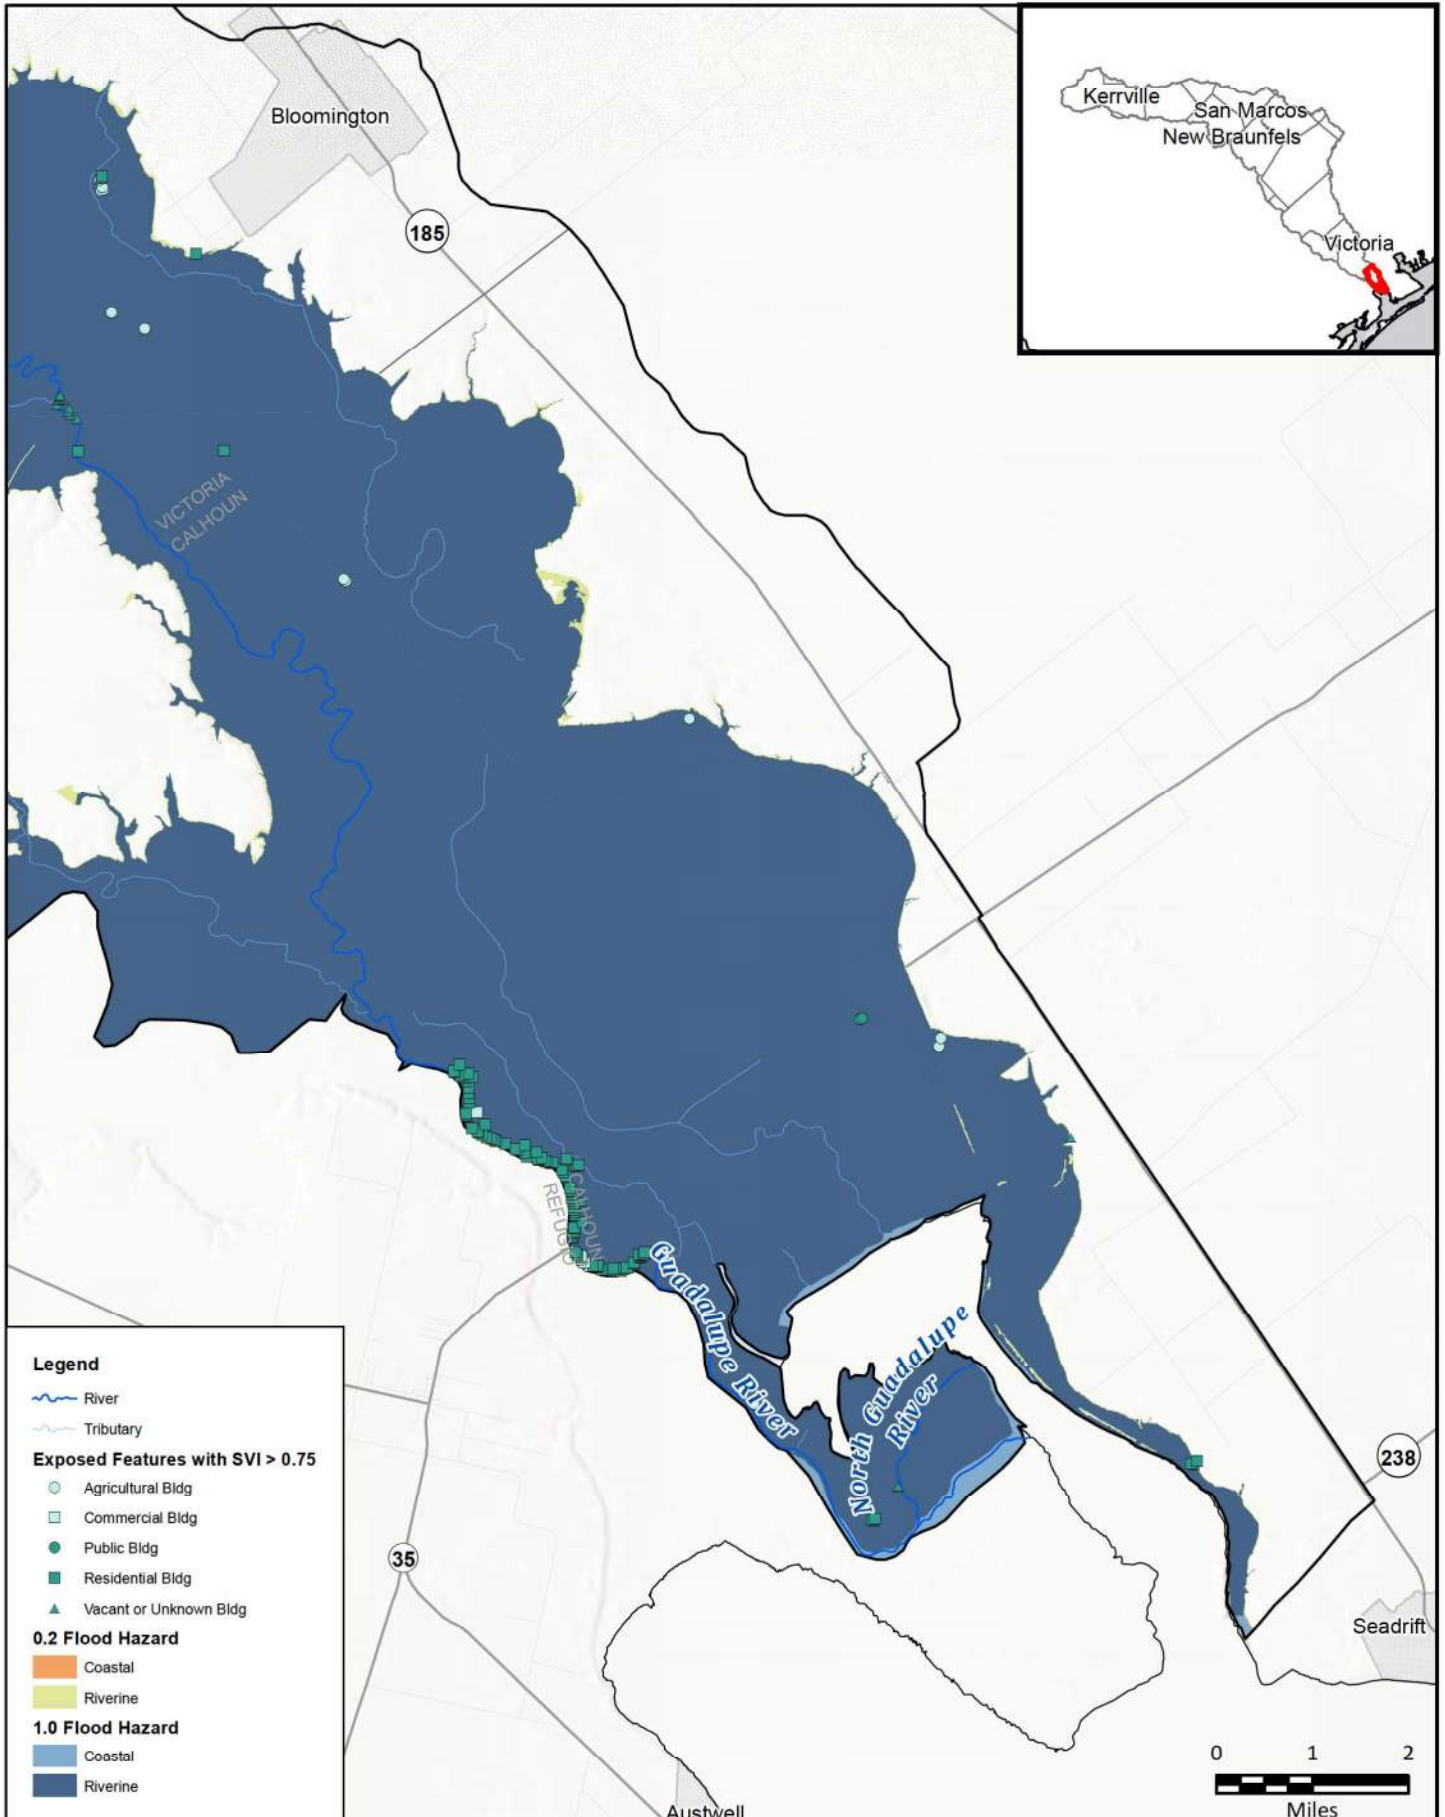 Bloomington
185
Kerrville
San Marcos
New Braunfels
Victoria
VICTORIA
CALHOUN
CALHOUN
REFUGIO
Guadalupe River
North Guadalupe
River
238
35
Seadrift
Austwell
Legend
River
Tributary
Exposed Features with SVI > 0.75
Agricultural Bldg
Commercial Bldg
Public Bldg
Residential Bldg
Vacant or Unknown Bldg
0.2 Flood Hazard
Coastal
Riverine
1.0 Flood Hazard
Coastal
Riverine
0 1 2
Miles